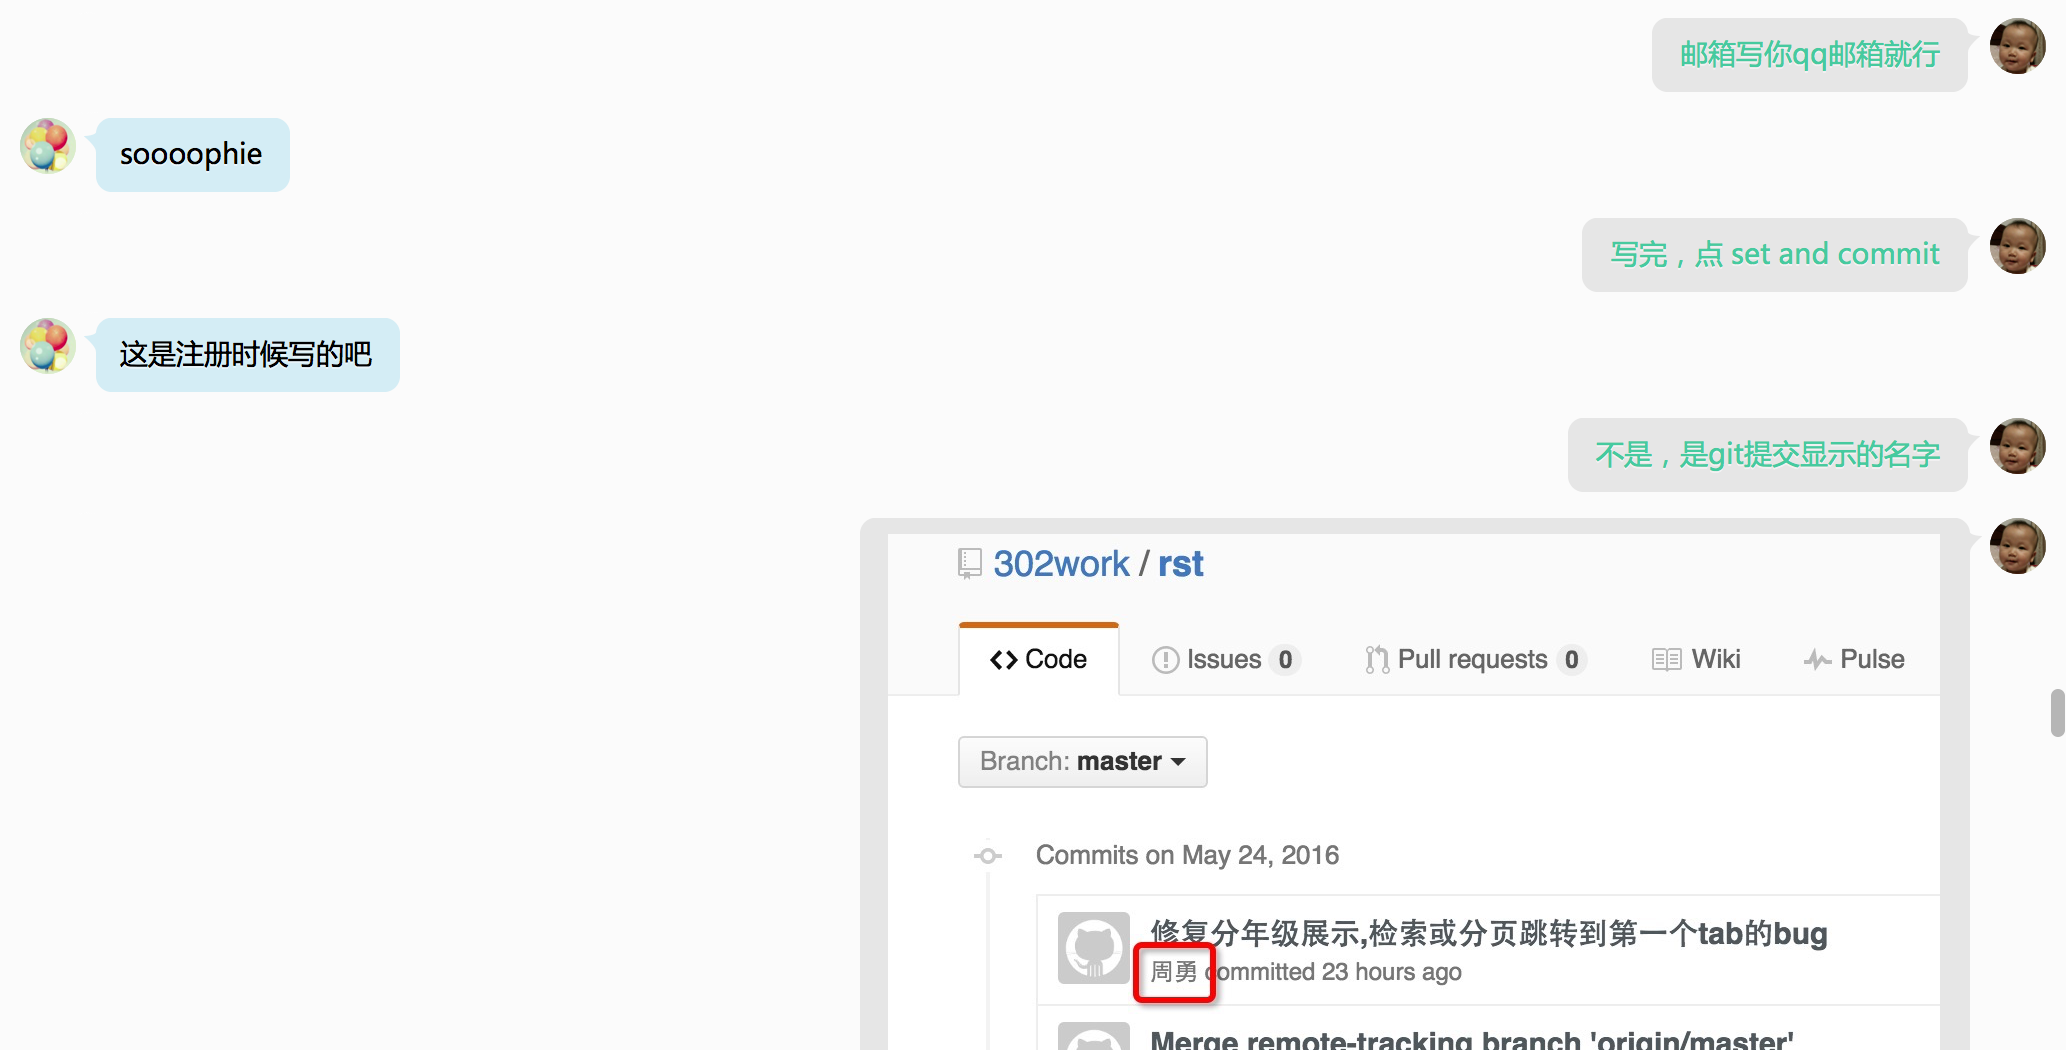 邮箱写你qq邮箱就行
soooophie
写完，点 set and commit
这是注册时候写的吧
不是，是git提交显示的名字
302work / rst
Code Issues 0 Pull requests 0 Wiki Pulse
Branch: master
Commits on May 24, 2016
修复分年级展示,检索或分页跳转到第一个tab的bug
周勇 committed 23 hours ago
Merge remote-tracking branch 'origin/master'